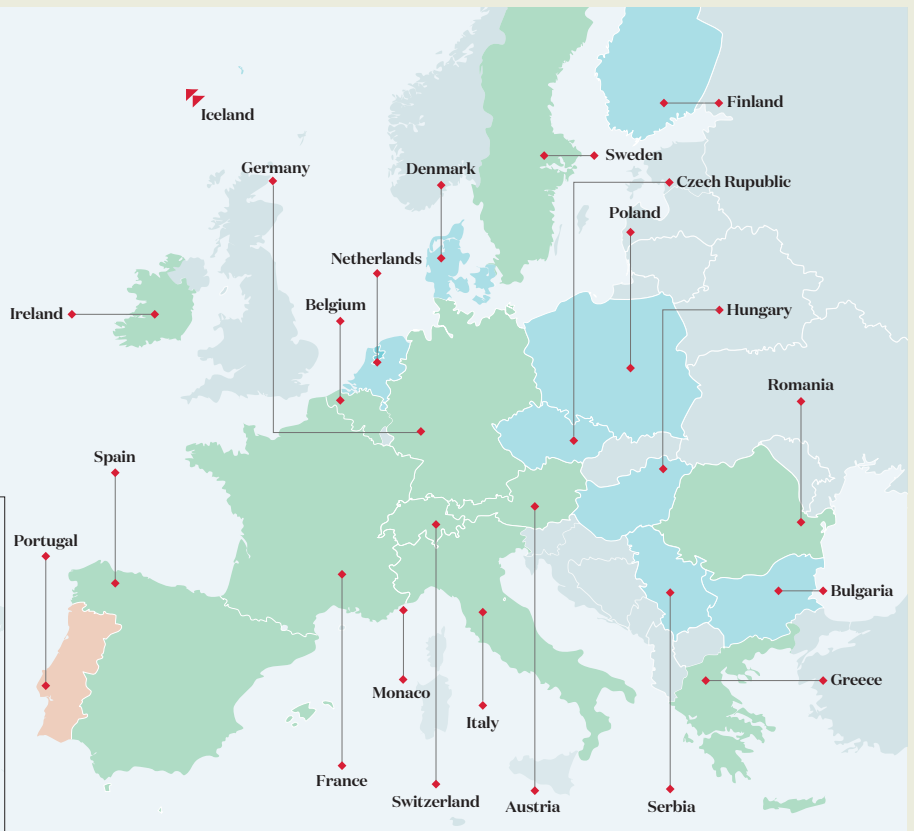 Finland
Iceland
Sweden
Germany
Denmark
Czech Rupublic
Poland
Netherlands
Belgium
Ireland
Hungary
Romania
Spain
Portugal
Bulgaria
Greece
Monaco
Italy
France
Switzerland
Austria
Serbia